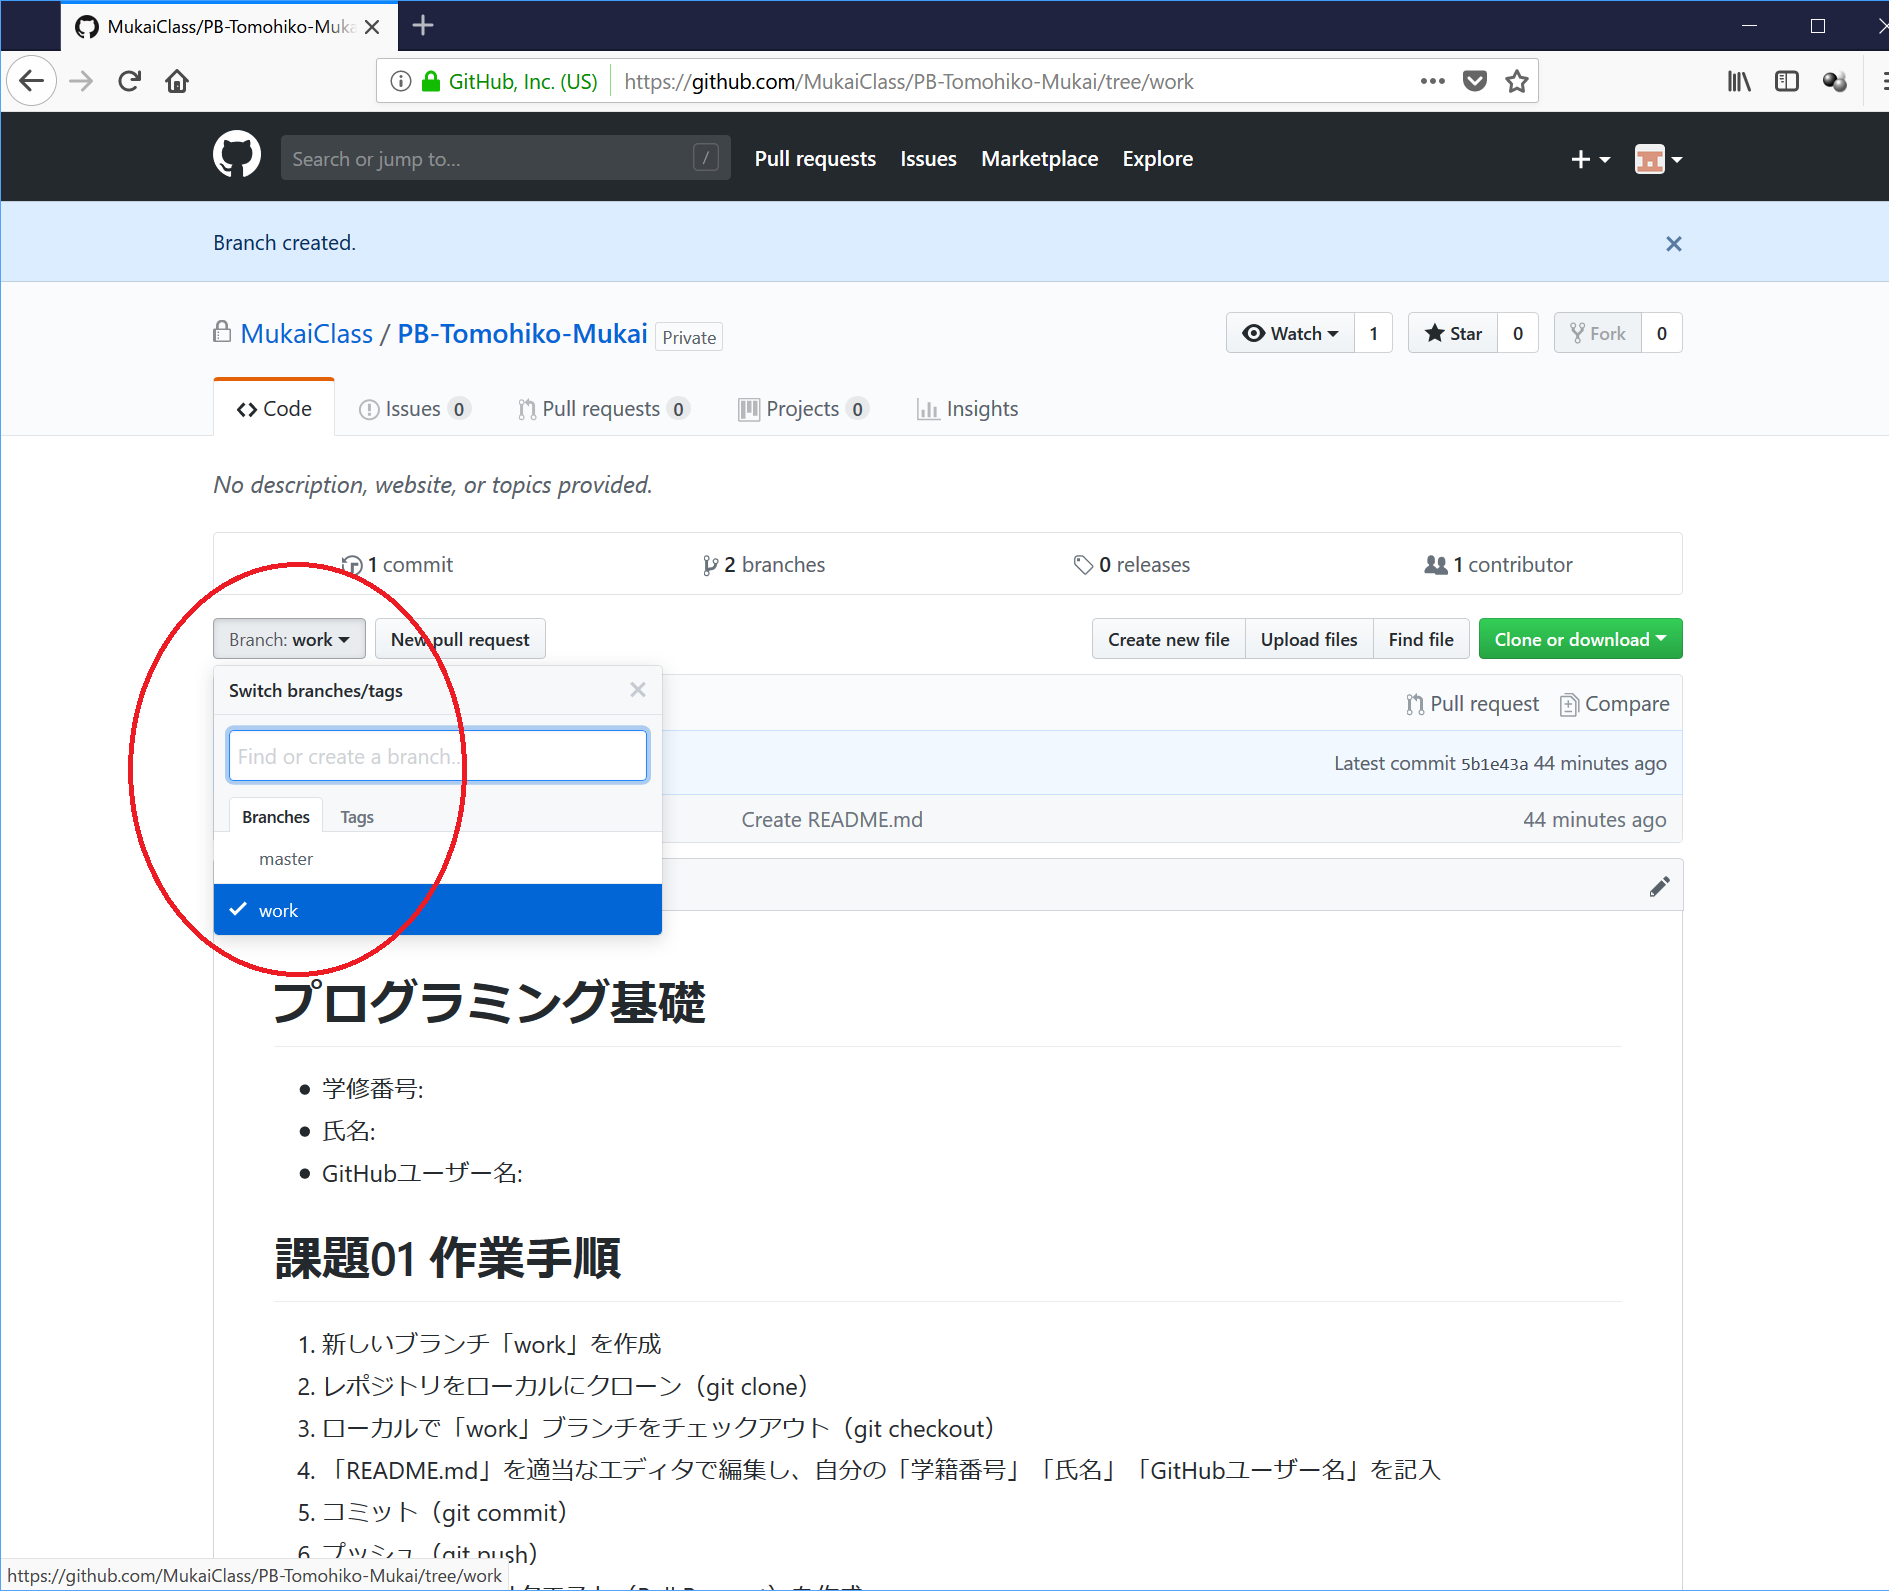 MukaiClass/PB-Tomohiko-Muka
GitHub, Inc. (US) https://github.com/MukaiClass/PB-Tomohiko-Mukai/tree/work
Search or jump to... / Pull requests Issues Marketplace Explore
Branch created.
MukaiClass / PB-Tomohiko-Mukai Private Watch 1 Star 0 Fork 0
Code Issues 0 Pull requests 0 Projects 0 Insights
No description, website, or topics provided.
1 commit 2 branches 0 releases 1 contributor
Branch: work New pull request Create new file Upload files Find file Clone or download
Switch branches/tags
Pull request Compare
Find or create a branch...
Latest commit 5b1e43a 44 minutes ago
Branches Tags
Create README.md 44 minutes ago
master
work
プログラミング基礎
学修番号:
氏名:
GitHubユーザー名:
課題01 作業手順
1. 新しいブランチ「work」を作成
2. レポジトリをローカルにクローン（git clone）
3. ローカルで「work」ブランチをチェックアウト（git checkout）
4. 「README.md」を適当なエディタで編集し、自分の「学籍番号」「氏名」「GitHubユーザー名」を記入
5. コミット（git commit）
6. プッシュ（git push）
https://github.com/MukaiClass/PB-Tomohiko-Mukai/tree/work